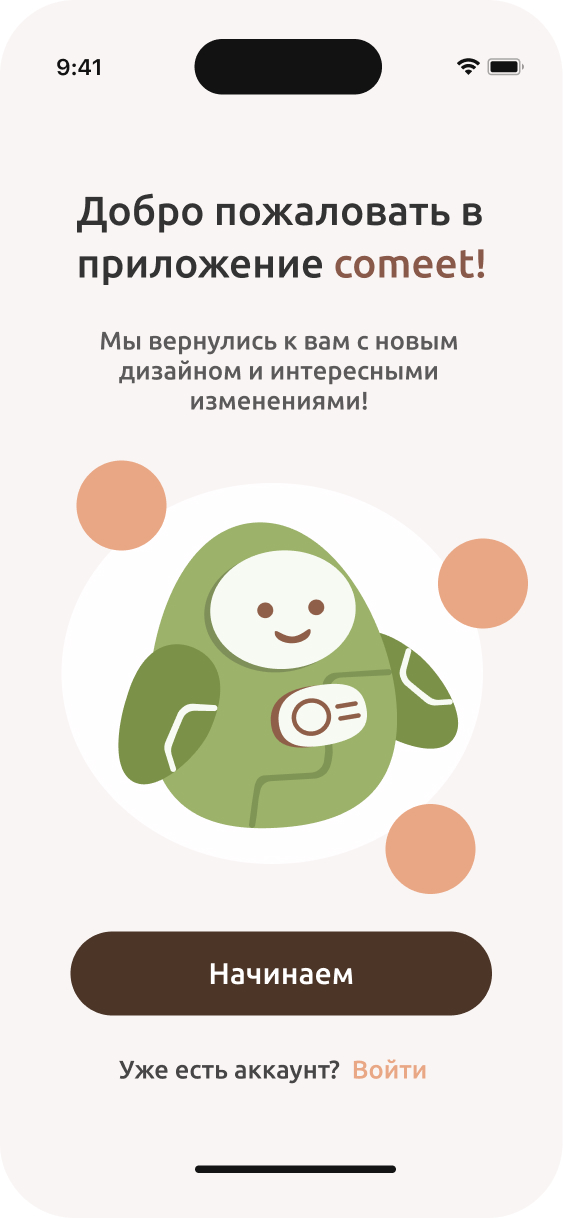 9:41
Добро пожаловать в
приложение comeet!
Мы вернулись к вам с новым
дизайном и интересными
изменениями!
Начинаем
Уже есть аккаунт? Войти